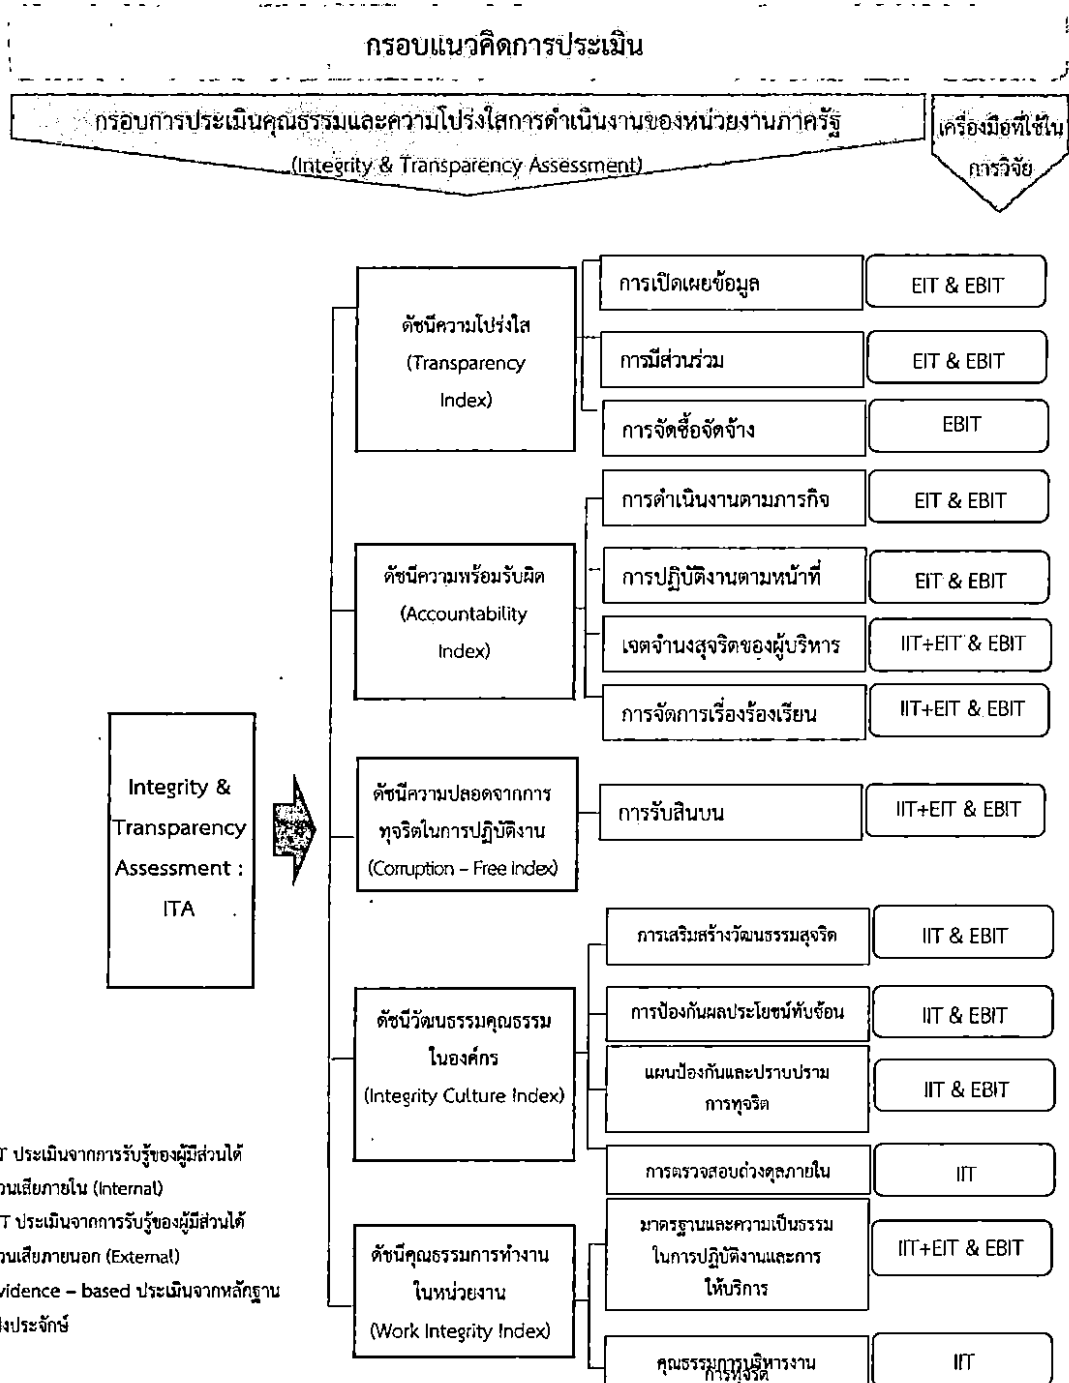 กรอบแนวคิดการประเมิน
กรอบการประเมินคุณธรรมและความโปร่งใสการดำเนินงานของหน่วยงานภาครัฐ
(Integrity & Transparency Assessment)
เครื่องมือที่ใช้ใน
การวิจัย
ดัชนีความโปร่งใส
(Transparency
Index)
การเปิดเผยข้อมูล
EIT & EBIT
การมีส่วนร่วม
EIT & EBIT
การจัดซื้อจัดจ้าง
EBIT
ดัชนีความพร้อมรับผิด
(Accountability
Index)
การดำเนินงานตามภารกิจ
EIT & EBIT
การปฏิบัติงานตามหน้าที่
EIT & EBIT
เจตจำนงสุจริตของผู้บริหาร
IIT+EIT & EBIT
การจัดการเรื่องร้องเรียน
IIT+EIT & EBIT
Integrity &
Transparency
Assessment :
ITA
ดัชนีความปลอดจากการ
ทุจริตในการปฏิบัติงาน
(Corruption – Free Index)
การรับสินบน
IIT+EIT & EBIT
ดัชนีวัฒนธรรมคุณธรรม
ในองค์กร
(Integrity Culture Index)
การเสริมสร้างวัฒนธรรมสุจริต
IIT & EBIT
การป้องกันผลประโยชน์ทับซ้อน
IIT & EBIT
แผนป้องกันและปราบปราม
การทุจริต
IIT & EBIT
การตรวจสอบถ่วงดุลภายใน
IIT
ดัชนีคุณธรรมการทำงาน
ในหน่วยงาน
(Work Integrity Index)
มาตรฐานและความเป็นธรรม
ในการปฏิบัติงานและการ
ให้บริการ
IIT+EIT & EBIT
คุณธรรมการบริหารงาน
การทุจริต
IIT
T ประเมินจากการรับรู้ของผู้มีส่วนได้
วนเสียภายใน (Internal)
T ประเมินจากการรับรู้ของผู้มีส่วนได้
วนเสียภายนอก (External)
vidence – based ประเมินจากหลักฐาน
งประจักษ์